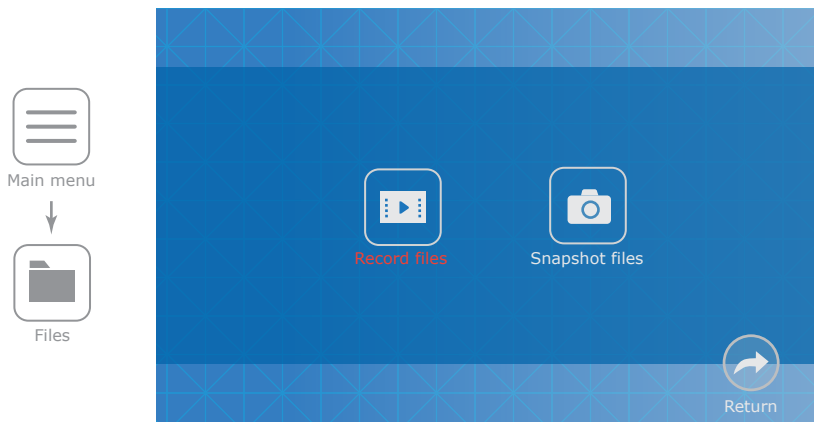 Main menu
Files
Record files
Snapshot files
Return